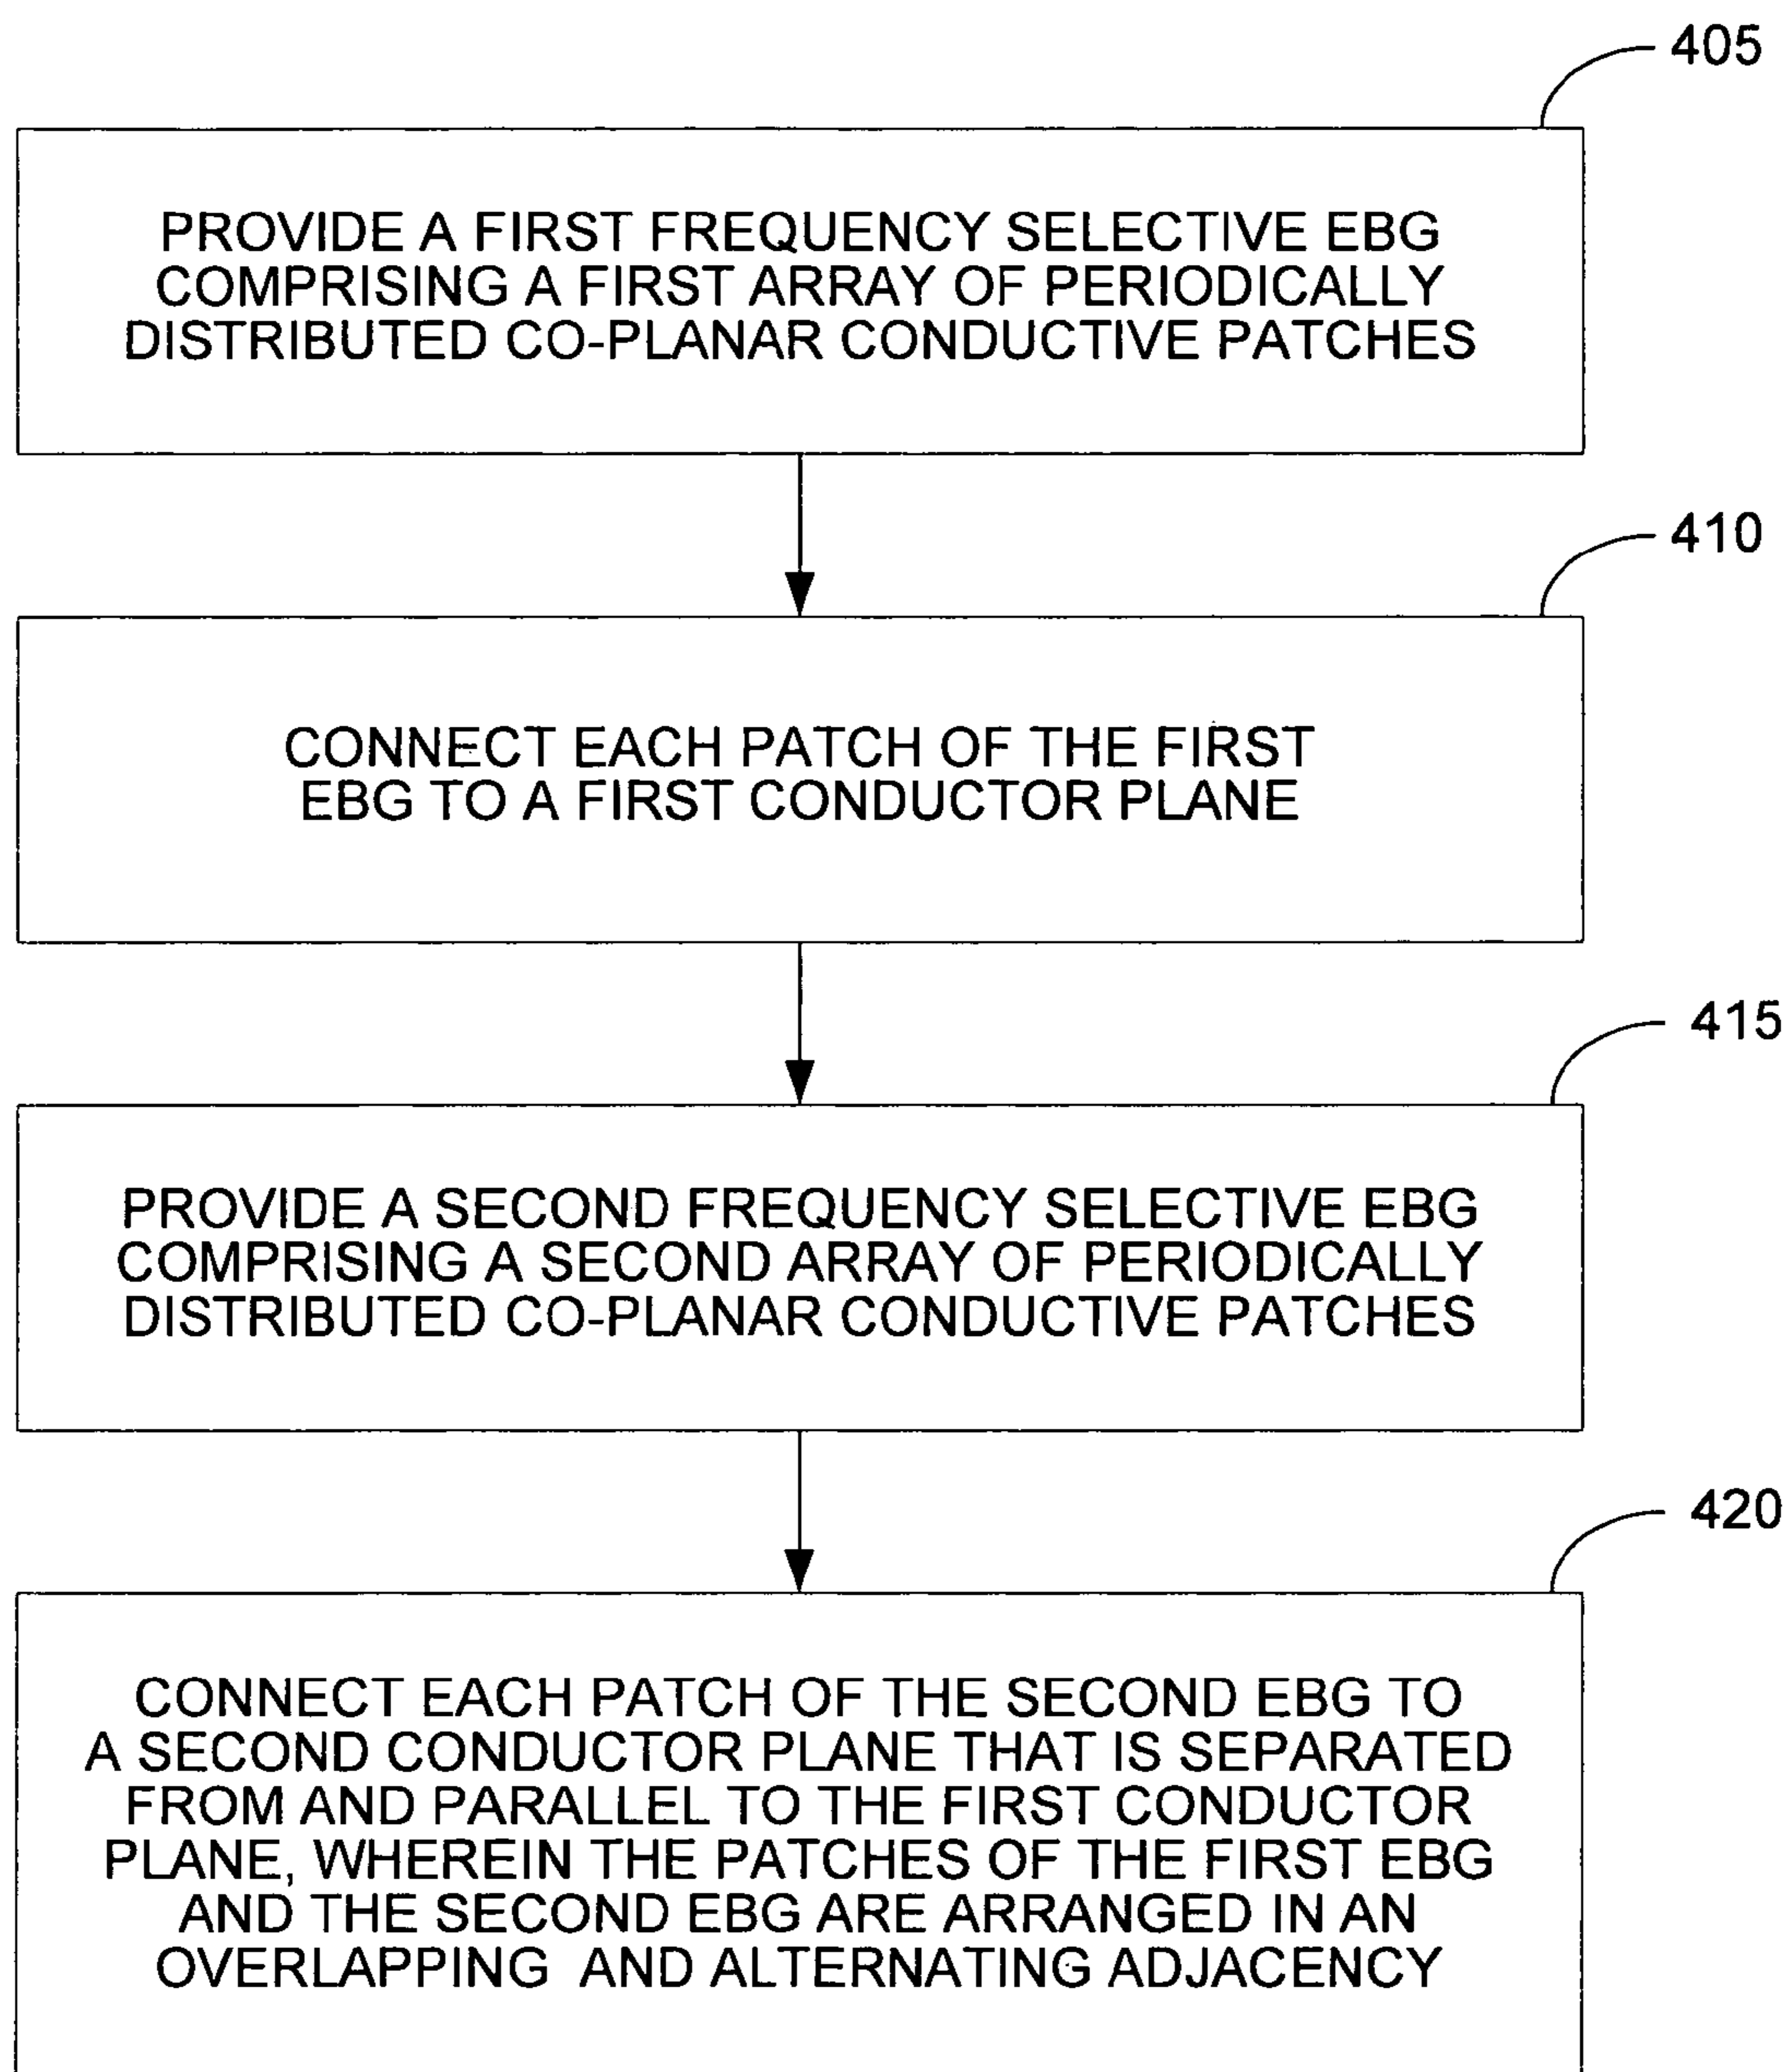 405
PROVIDE A FIRST FREQUENCY SELECTIVE EBG
COMPRISING A FIRST ARRAY OF PERIODICALLY
DISTRIBUTED CO-PLANAR CONDUCTIVE PATCHES
410
CONNECT EACH PATCH OF THE FIRST
EBG TO A FIRST CONDUCTOR PLANE
415
PROVIDE A SECOND FREQUENCY SELECTIVE EBG
COMPRISING A SECOND ARRAY OF PERIODICALLY
DISTRIBUTED CO-PLANAR CONDUCTIVE PATCHES
420
CONNECT EACH PATCH OF THE SECOND EBG TO
A SECOND CONDUCTOR PLANE THAT IS SEPARATED
FROM AND PARALLEL TO THE FIRST CONDUCTOR
PLANE, WHEREIN THE PATCHES OF THE FIRST EBG
AND THE SECOND EBG ARE ARRANGED IN AN
OVERLAPPING AND ALTERNATING ADJACENCY